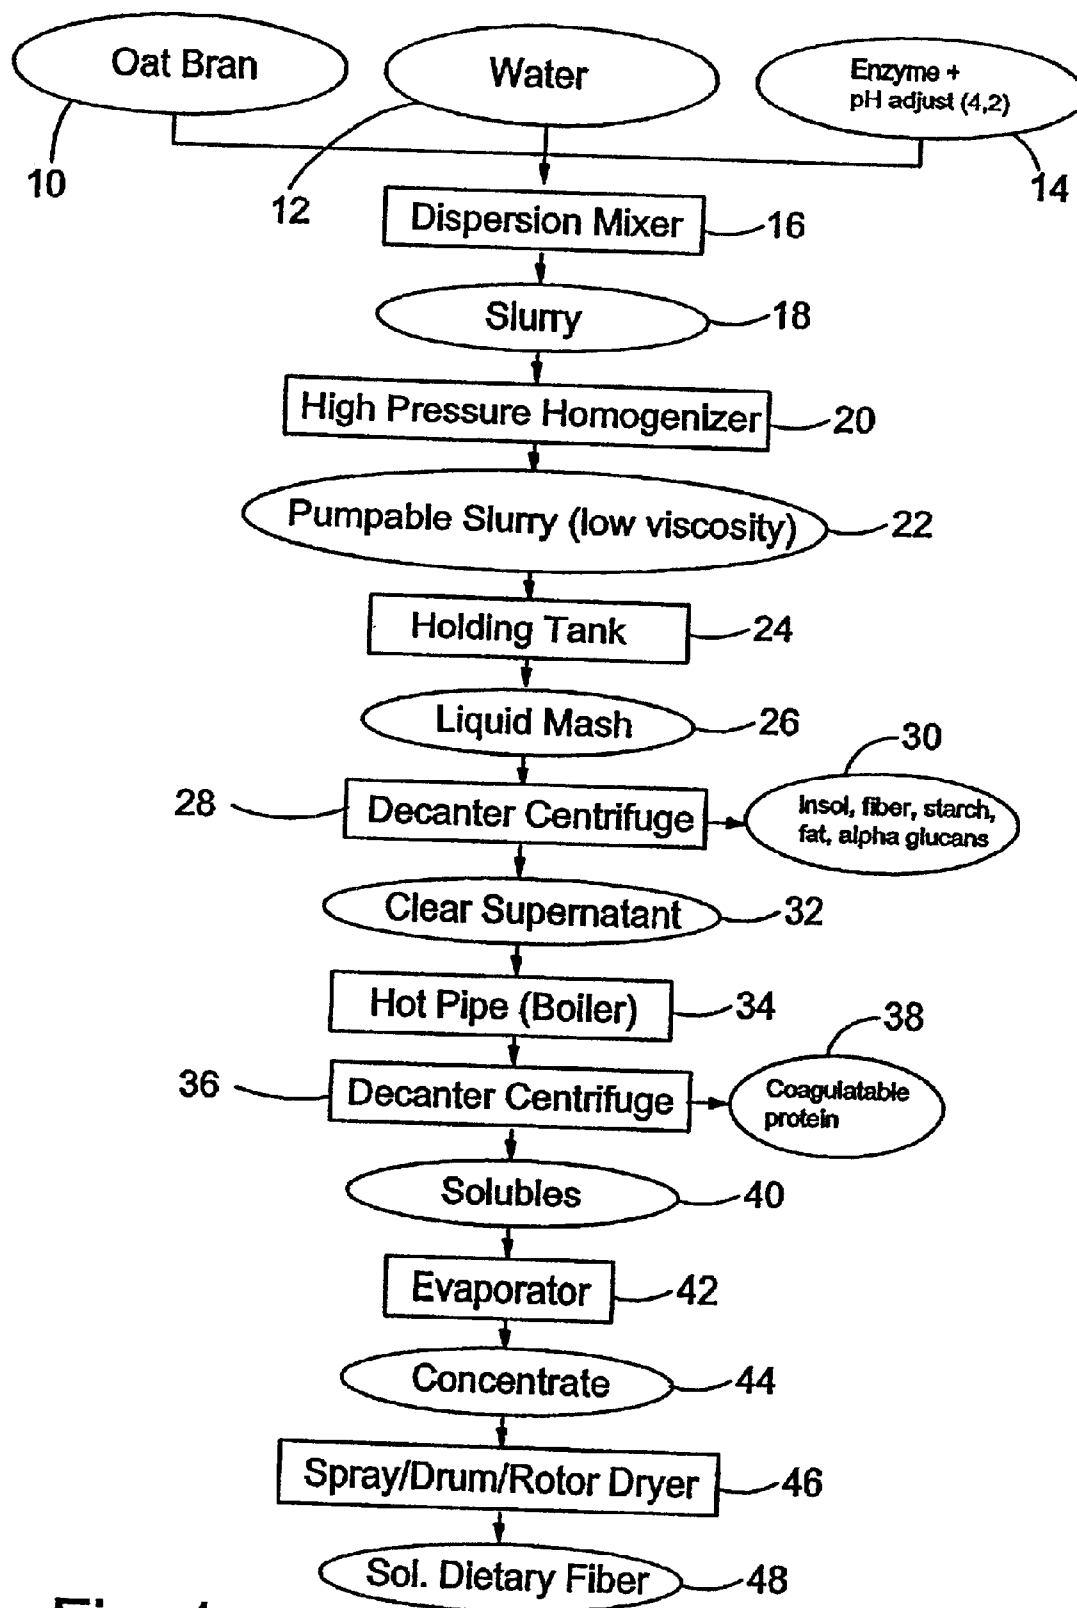 Oat Bran
Water
Enzyme +
pH adjust (4,2)
10
12
14
Dispersion Mixer
16
Slurry
18
High Pressure Homogenizer
20
Pumpable Slurry (low viscosity)
22
Holding Tank
24
Liquid Mash
26
30
28
Decanter Centrifuge
Insol, fiber, starch,
fat, alpha glucans
Clear Supernatant
32
Hot Pipe (Boiler)
34
38
36
Decanter Centrifuge
Coagulatable
protein
Solubles
40
Evaporator
42
Concentrate
44
Spray/Drum/Rotor Dryer
46
Sol. Dietary Fiber
48